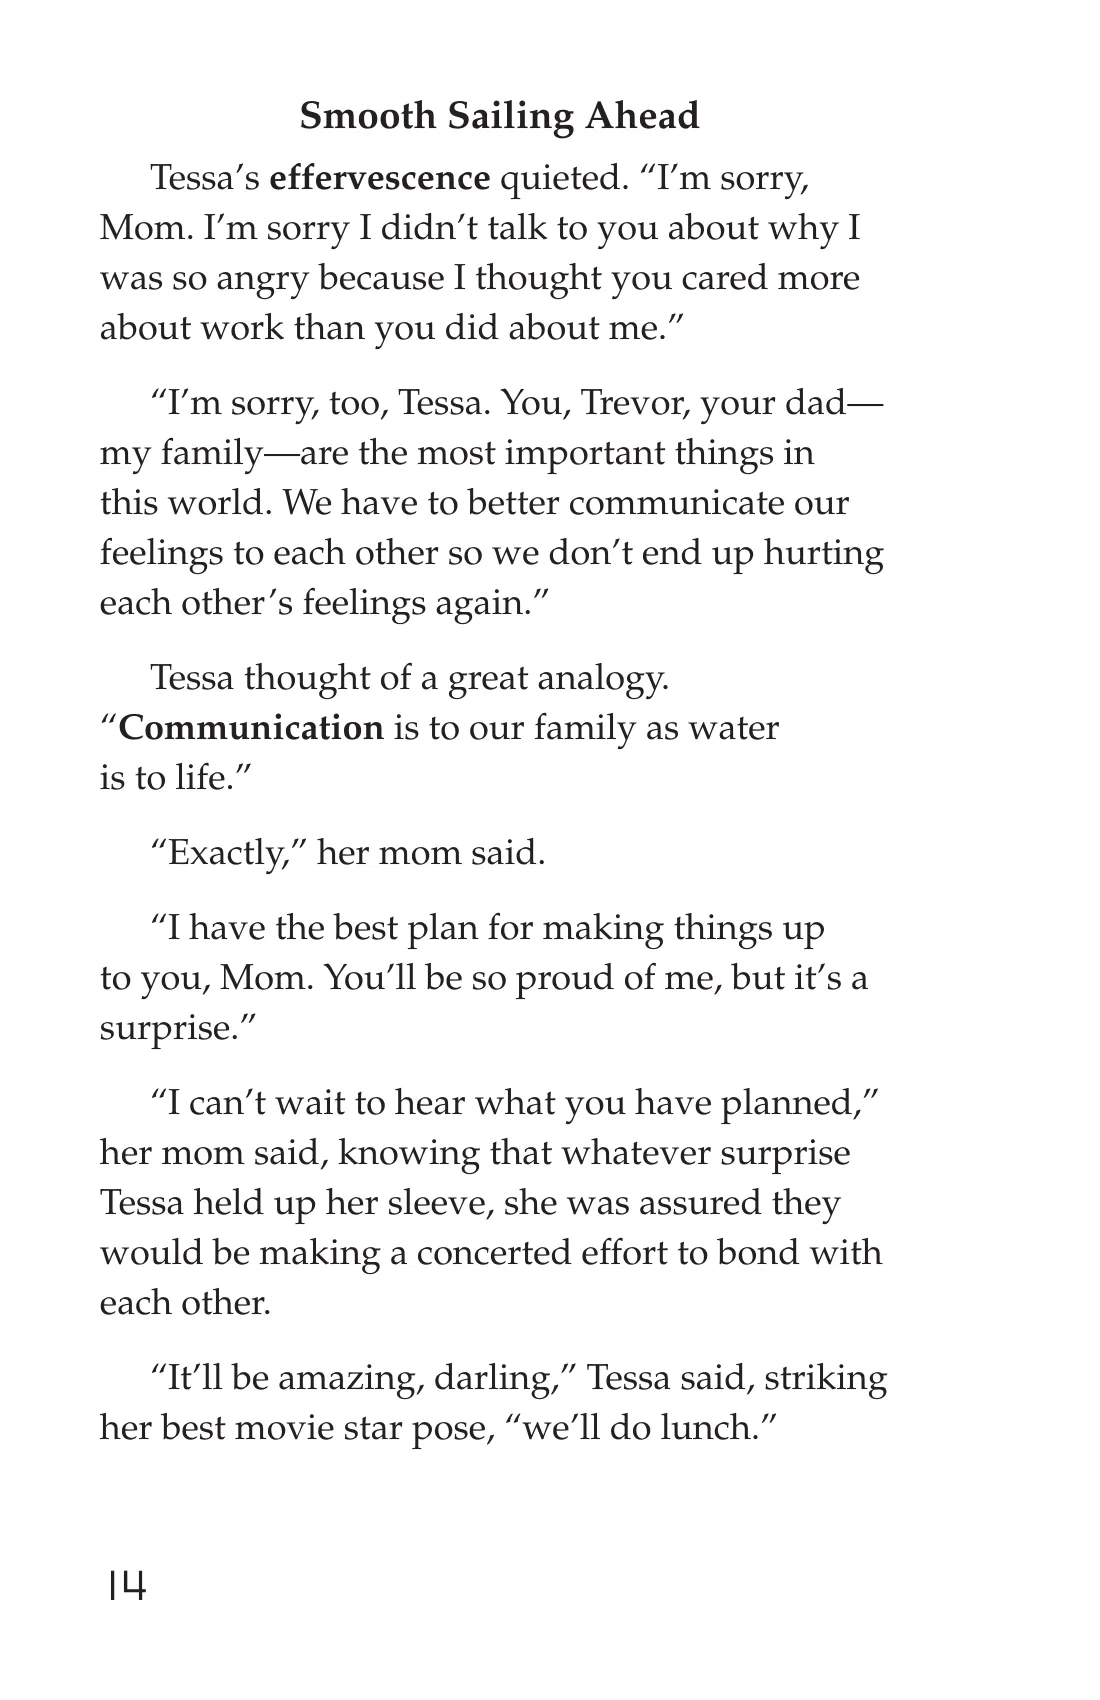 Smooth Sailing Ahead
Tessa’s effervescence quieted. “I’m sorry,
Mom. I’m sorry I didn’t talk to you about why I
was so angry because I thought you cared more
about work than you did about me.”
“I’m sorry, too, Tessa. You, Trevor, your dad—
my family—are the most important things in
this world. We have to better communicate our
feelings to each other so we don’t end up hurting
each other’s feelings again.”
Tessa thought of a great analogy.
“Communication is to our family as water
is to life.”
“Exactly,” her mom said.
“I have the best plan for making things up
to you, Mom. You’ll be so proud of me, but it’s a
surprise.”
“I can’t wait to hear what you have planned,”
her mom said, knowing that whatever surprise
Tessa held up her sleeve, she was assured they
would be making a concerted effort to bond with
each other.
“It’ll be amazing, darling,” Tessa said, striking
her best movie star pose, “we’ll do lunch.”
14